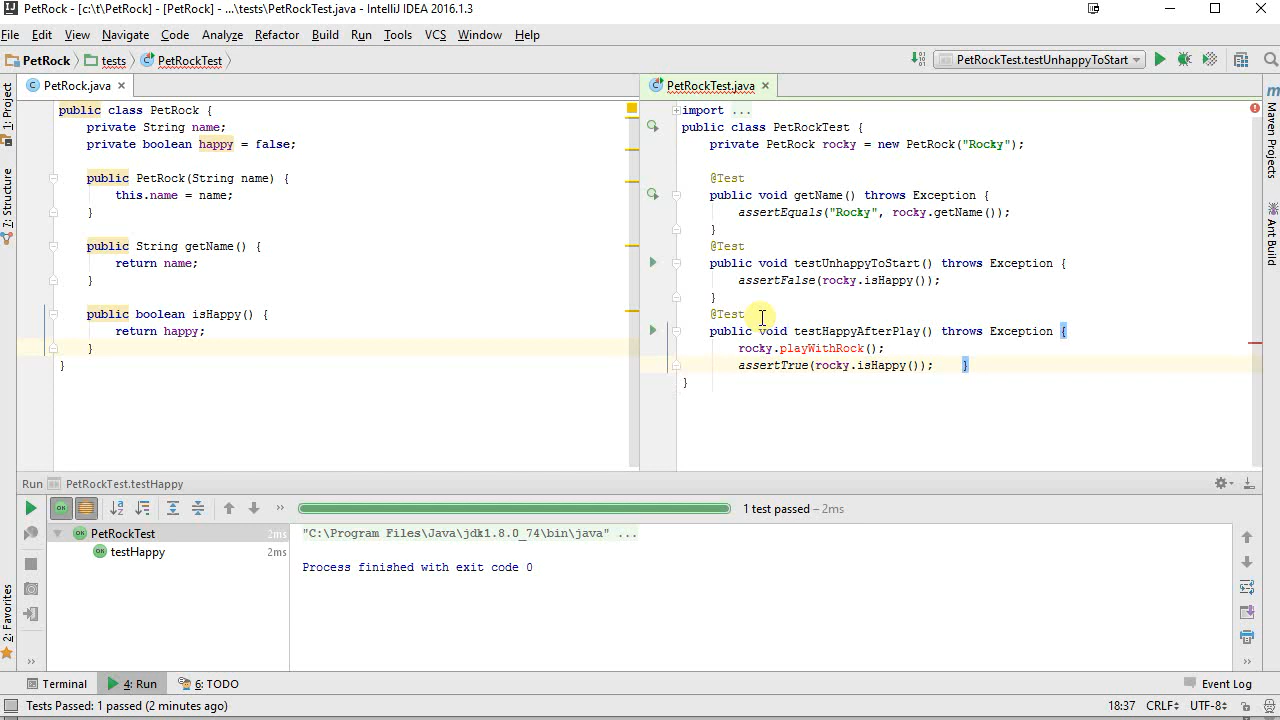 PetRock - [c:\t\PetRock] - [PetRock] - ...\tests\PetRockTest.java - IntelliJ IDEA 2016.1.3
File Edit View Navigate Code Analyze Refactor Build Run Tools VCS Window Help
PetRock tests PetRockTest PetRockTest.testUnhappyToStart
PetRock.java
public class PetRock {
private String name;
private boolean happy = false;
public PetRock(String name) {
this.name = name;
}
public String getName() {
return name;
}
public boolean isHappy() {
return happy;
}
}
PetRockTest.java
import ...
public class PetRockTest {
private PetRock rocky = new PetRock("Rocky");
@Test
public void getName() throws Exception {
assertEquals("Rocky", rocky.getName());
}
@Test
public void testUnhappyToStart() throws Exception {
assertFalse(rocky.isHappy());
}
@Test
public void testHappyAfterPlay() throws Exception {
rocky.playWithRock();
assertTrue(rocky.isHappy()); }
}
1: Project
7: Structure
2: Favorites
Maven Projects
Ant Build
Run PetRockTest.testHappy
1 test passed – 2ms
PetRockTest 2ms
testHappy 2ms
"C:\Program Files\Java\jdk1.8.0_74\bin\java" ...
Process finished with exit code 0
Terminal 4: Run 6: TODO Event Log
Tests Passed: 1 passed (2 minutes ago) 18:37 CRLF UTF-8